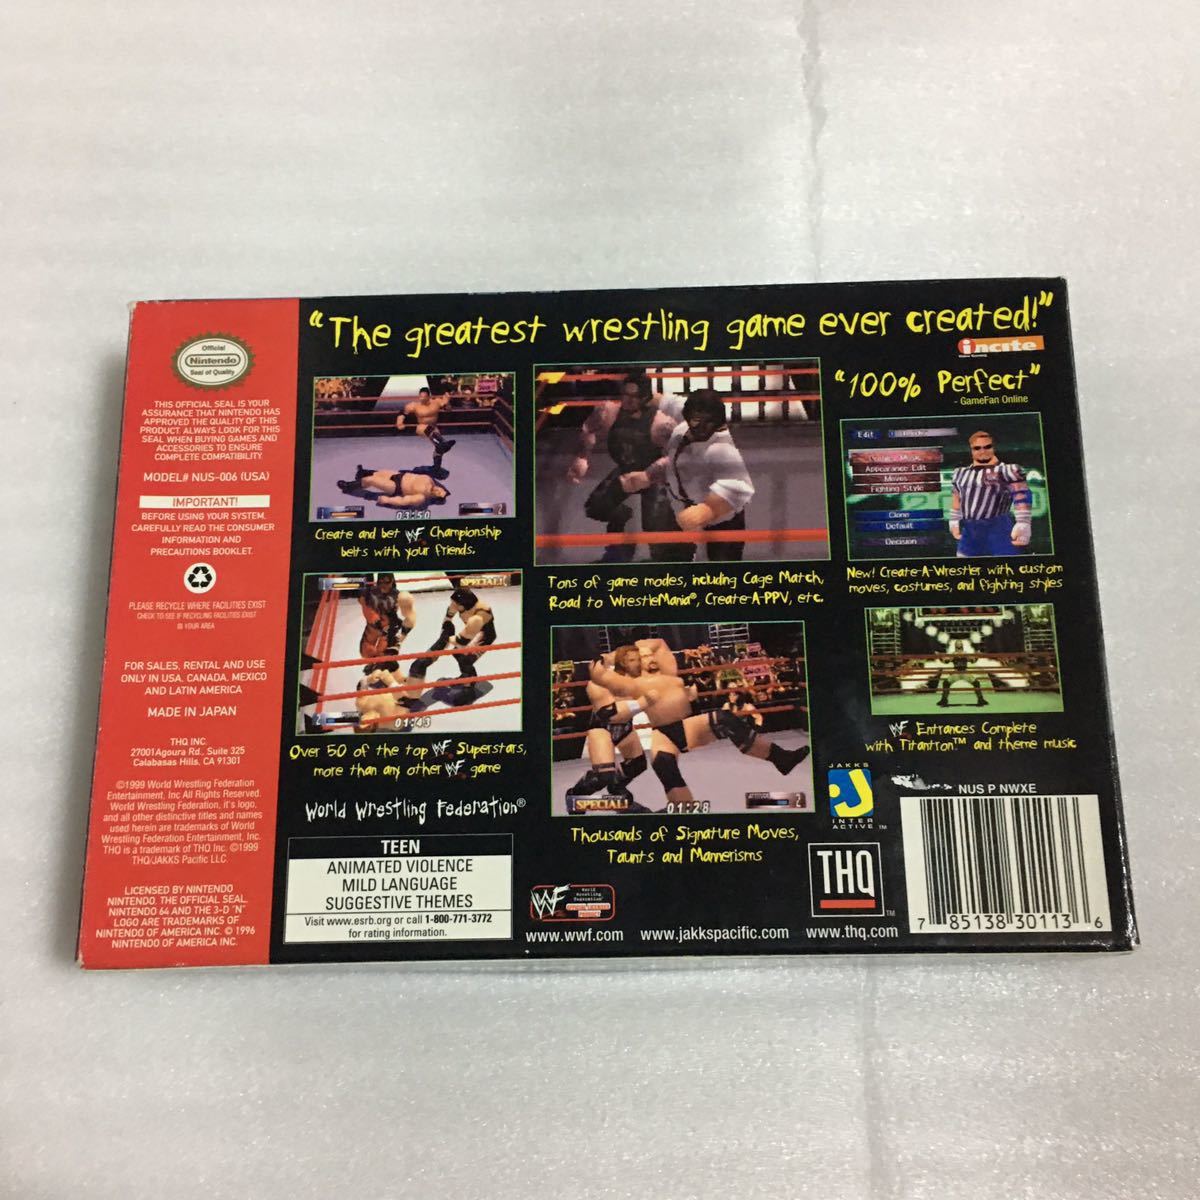 "The greatest wrestling game ever created!"
incite
"100% Perfect"
- GameFan Online
Official
Nintendo
Seal of Quality
THIS OFFICIAL SEAL IS YOUR
ASSURANCE THAT NINTENDO HAS
APPROVED THE QUALITY OF THIS
PRODUCT. ALWAYS LOOK FOR THIS
SEAL WHEN BUYING GAMES AND
ACCESSORIES TO ENSURE
COMPLETE COMPATIBILITY.
MODEL# NUS-006 (USA)
IMPORTANT!
BEFORE USING YOUR SYSTEM,
CAREFULLY READ THE CONSUMER
INFORMATION AND
PRECAUTIONS BOOKLET.
PLEASE RECYCLE WHERE FACILITIES EXIST
CHECK TO SEE IF RECYCLING FACILITIES EXIST
IN YOUR AREA
FOR SALES, RENTAL AND USE
ONLY IN USA, CANADA, MEXICO
AND LATIN AMERICA
MADE IN JAPAN
THQ INC.
27001 Agoura Rd., Suite 325
Calabasas Hills, CA 91301
©1999 World Wrestling Federation
Entertainment, Inc All Rights Reserved.
World Wrestling Federation, it's logo,
and all other distinctive titles and names
used herein are trademarks of World
Wrestling Federation Entertainment, Inc.
THQ is a trademark of THQ Inc. ©1999
THQ/JAKKS Pacific LLC.
LICENSED BY NINTENDO
NINTENDO. THE OFFICIAL SEAL,
NINTENDO 64 AND THE 3-D "N"
LOGO ARE TRADEMARKS OF
NINTENDO OF AMERICA INC. © 1996
NINTENDO OF AMERICA INC.
03:50
Create and bet WF Championship
belts with your friends.
SPECIAL!
2
01:43
Over 50 of the top WF Superstars,
more than any other WF game
World Wrestling Federation®
TEEN
ANIMATED VIOLENCE
MILD LANGUAGE
SUGGESTIVE THEMES
Visit www.esrb.org or call 1-800-771-3772
for rating information.
Tons of game modes, including Cage Match,
Road to WrestleMania®, Create-A-PPV, etc.
SPECIAL!
01:28
2
Thousands of Signature Moves,
Taunts and Mannerisms
Edit
Appearance Edit
Moves
Fighting Style
Clone
Default
Decision
New! Create-A-Wrestler with custom
moves, costumes, and fighting styles
WF Entrances Complete
with Titantron™ and theme music
JAKKS
J
INTER
ACTIVE TM
THQ
TM
WF
World
Wrestling
Federation
OFFICIAL LICENSED
PRODUCT
www.wwf.com www.jakkspacific.com www.thq.com
NUS P NWXE
7 85138 30113 6